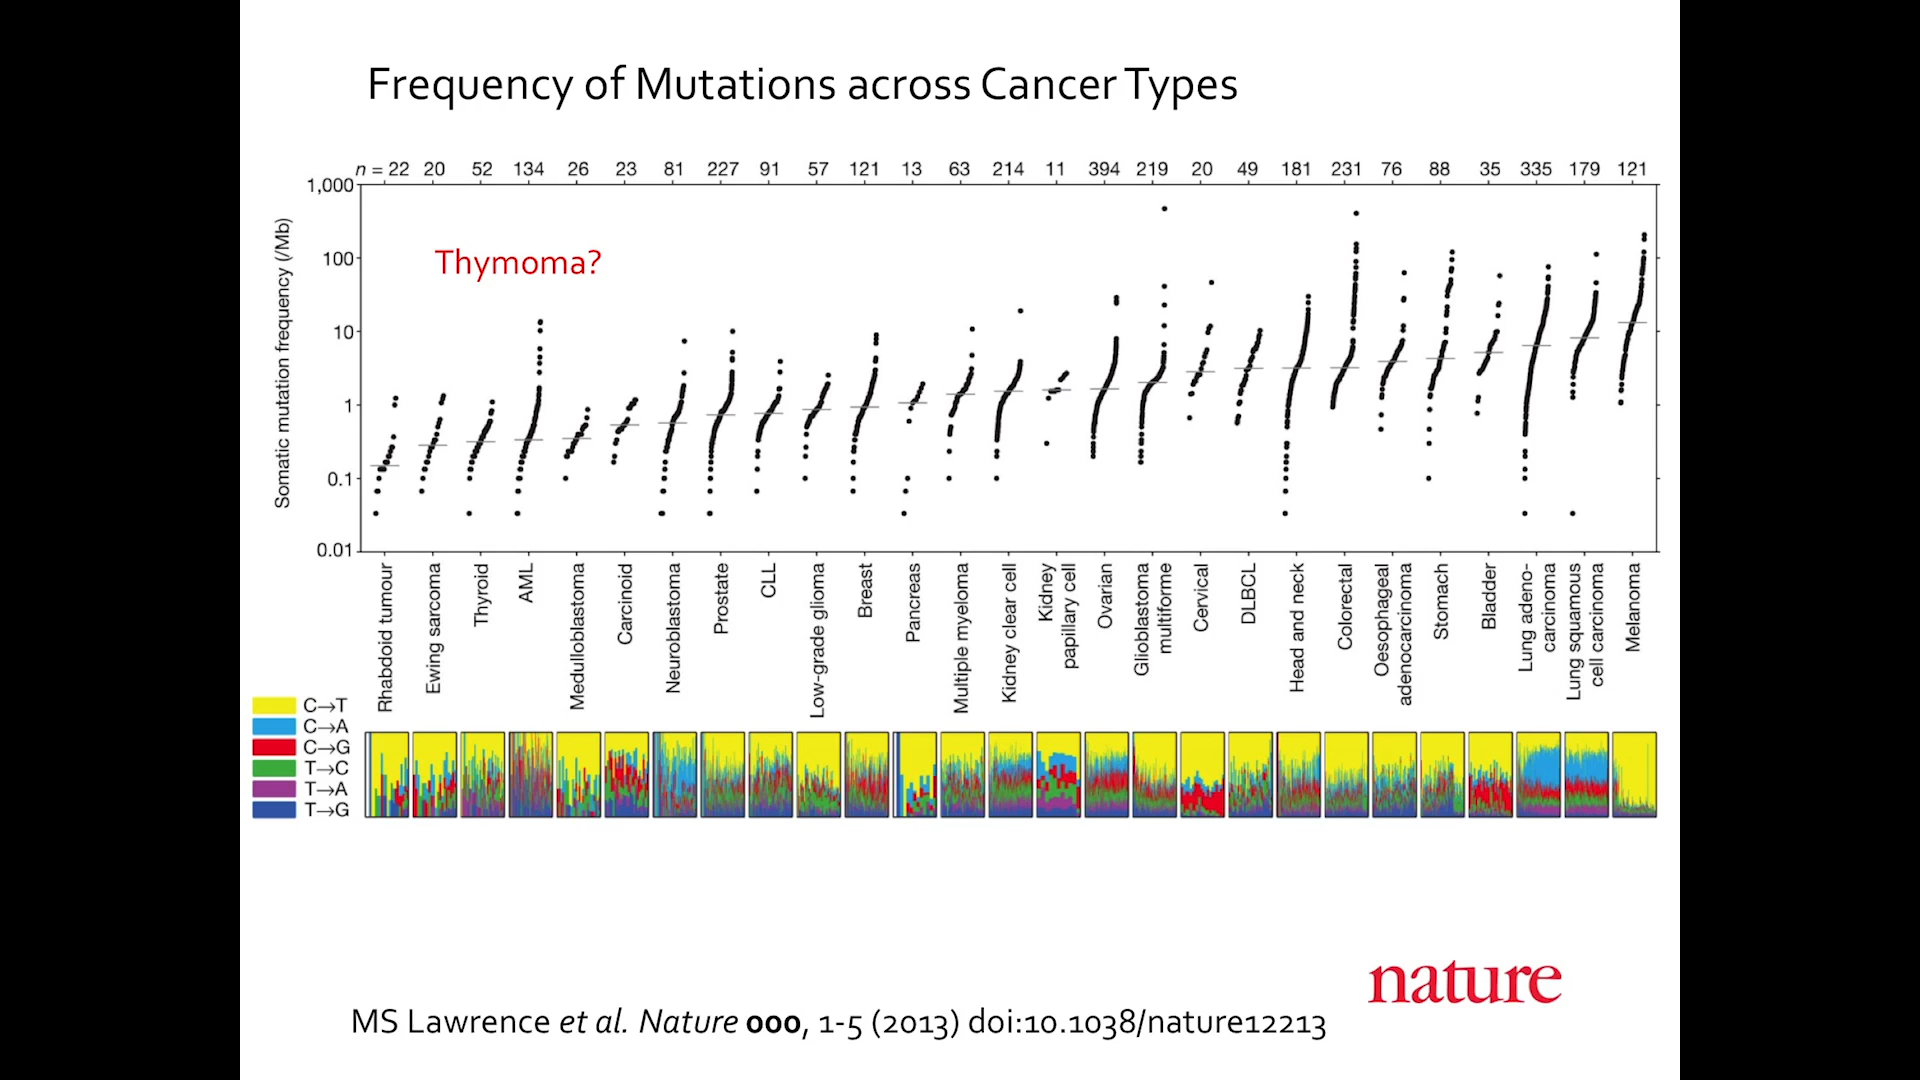 Frequency of Mutations across Cancer Types
n = 22 20 52 134 26 23 81 227 91 57 121 13 63 214 11 394 219 20 49 181 231 76 88 35 335 179 121
Somatic mutation frequency (/Mb)
1,000
100
10
1
0.1
0.01
Thymoma?
Rhabdoid tumour
Ewing sarcoma
Thyroid
AML
Medulloblastoma
Carcinoid
Neuroblastoma
Prostate
CLL
Low-grade glioma
Breast
Pancreas
Multiple myeloma
Kidney clear cell
Kidney
papillary cell
Ovarian
Glioblastoma
multiforme
Cervical
DLBCL
Head and neck
Colorectal
Oesophageal
adenocarcinoma
Stomach
Bladder
Lung adeno-
carcinoma
Lung squamous
cell carcinoma
Melanoma
C→T
C→A
C→G
T→C
T→A
T→G
nature
MS Lawrence et al. Nature 000, 1-5 (2013) doi:10.1038/nature12213